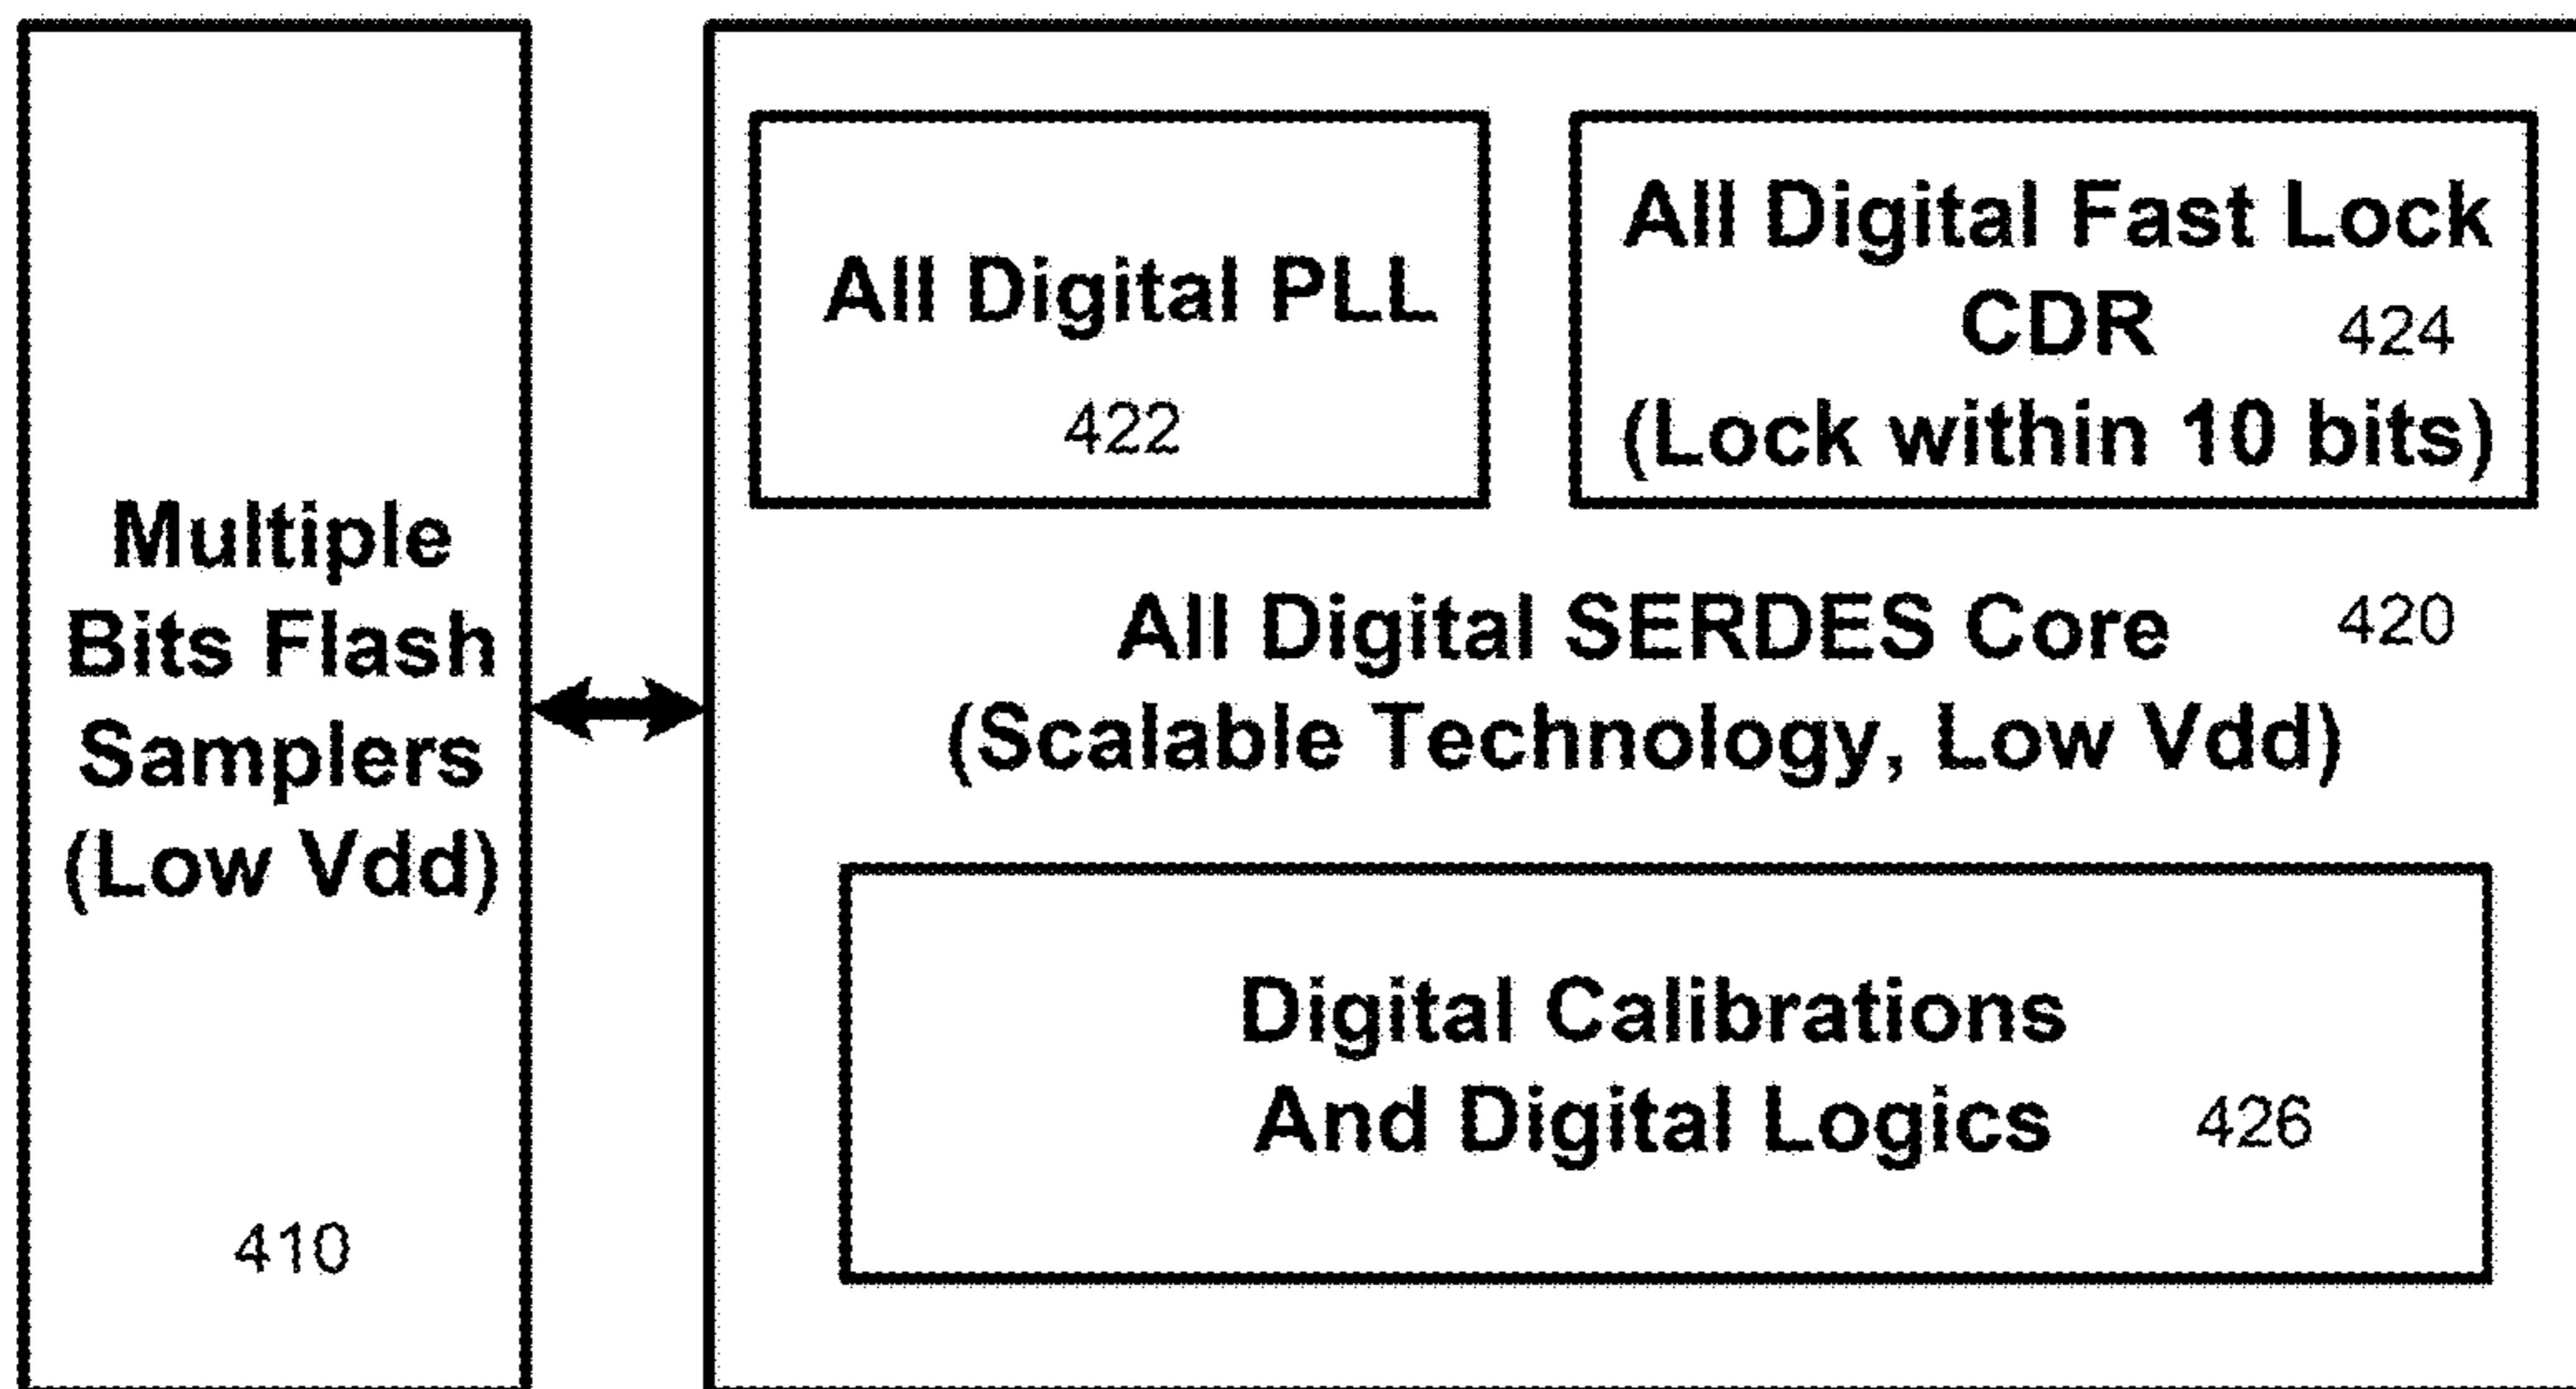 Multiple
Bits Flash
Samplers
(Low Vdd)
410
All Digital PLL
422
All Digital Fast Lock
CDR 424
(Lock within 10 bits)
All Digital SERDES Core 420
(Scalable Technology, Low Vdd)
Digital Calibrations
And Digital Logics 426